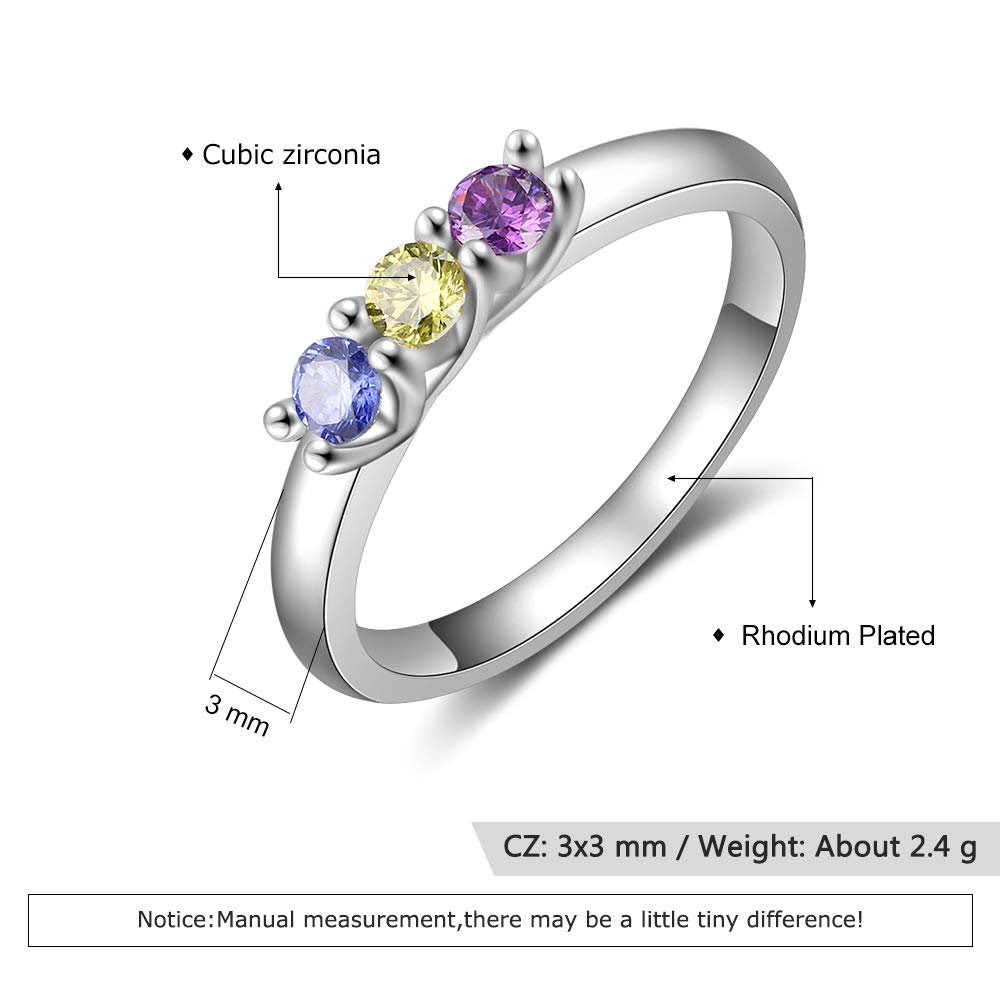 ♦ Cubic zirconia
♦ Rhodium Plated
3 mm
CZ: 3x3 mm / Weight: About 2.4 g
Notice:Manual measurement,there may be a little tiny difference!